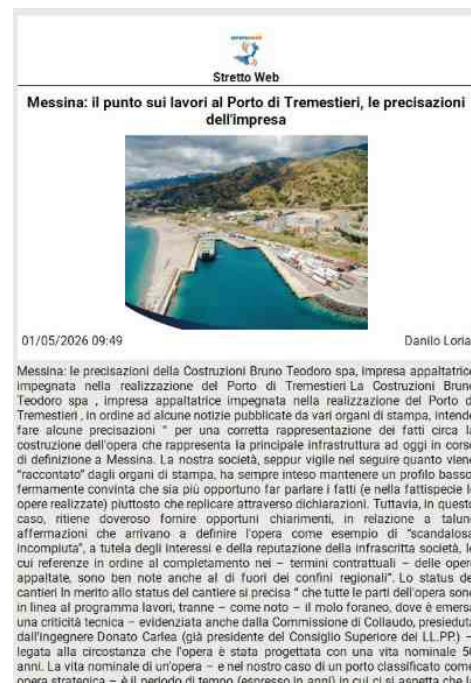 Stretto Web
Messina: il punto sui lavori al Porto di Tremestieri, le precisazioni
dell'impresa
01/05/2026 09:49
Danilo Loria
Messina: le precisazioni della Costruzioni Bruno Teodoro spa, impresa appaltatrice
impegnata nella realizzazione del Porto di Tremestieri La Costruzioni Bruno
Teodoro spa , impresa appaltatrice impegnata nella realizzazione del Porto d
Tremestieri , in ordine ad alcune notizie pubblicate da vari organi di stampa, intende
fare alcune precisazioni " per una corretta rappresentazione dei fatti circa la
costruzione dell'opera che rappresenta la principale infrastruttura ad oggi in corso
di definizione a Messina. La nostra società, seppur vigile nel seguire quanto viene
"raccontato" dagli organi di stampa, ha sempre inteso mantenere un profilo basso
fermamente convinta che sia più opportuno far parlare i fatti (e nella fattispecie le
opere realizzate) piuttosto che replicare attraverso dichiarazioni. Tuttavia, in questo
caso, ritiene doveroso fornire opportuni chiarimenti, in relazione a talun
affermazioni che arrivano a definire l'opera come esempio di "scandalosa
incompiuta", a tutela degli interessi e della reputazione della infrascritta società, le
cui referenze in ordine al completamento nei – termini contrattuali – delle opere
appaltate, sono ben note anche al di fuori dei confini regionali". Lo status de
cantieri In merito allo status del cantiere si precisa " che tutte le parti dell'opera sono
in linea al programma lavori, tranne – come noto – il molo foraneo, dove è emersa
una criticità tecnica – evidenziata anche dalla Commissione di Collaudo, presieduta
dall'ingegnere Donato Carlea (già presidente del Consiglio Superiore dei LL.PP.) –
legata alla circostanza che l'opera è stata progettata con una vita nominale 50
anni. La vita nominale di un'opera – e nel nostro caso di un porto classificato come
opera strategica – è il periodo di tempo (espresso in anni) in cui ci si aspetta che la